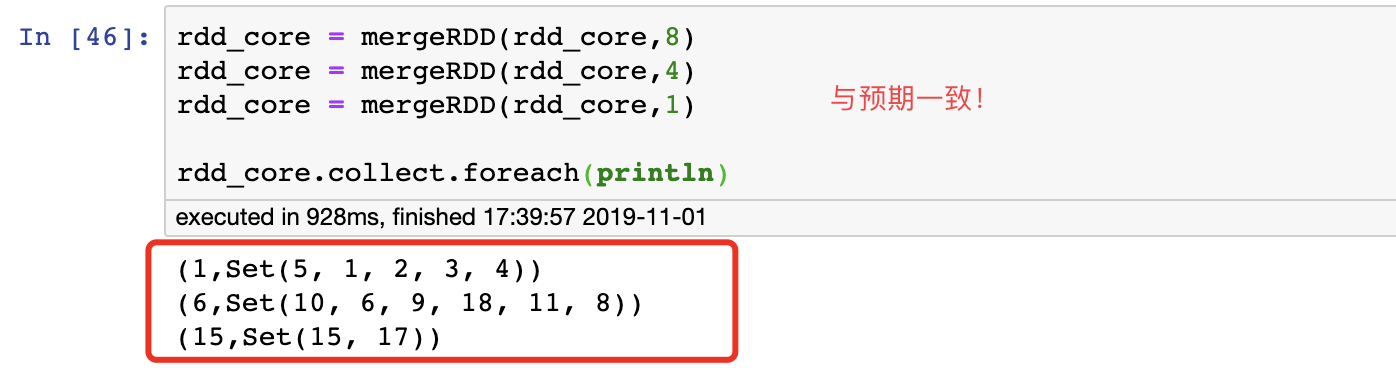 In [46]:
rdd_core = mergeRDD(rdd_core,8)
rdd_core = mergeRDD(rdd_core,4)
rdd_core = mergeRDD(rdd_core,1)
与预期一致!
rdd_core.collect.foreach(println)
executed in 928ms, finished 17:39:57 2019-11-01
(1,Set(5, 1, 2, 3, 4))
(6,Set(10, 6, 9, 18, 11, 8))
(15,Set(15, 17))